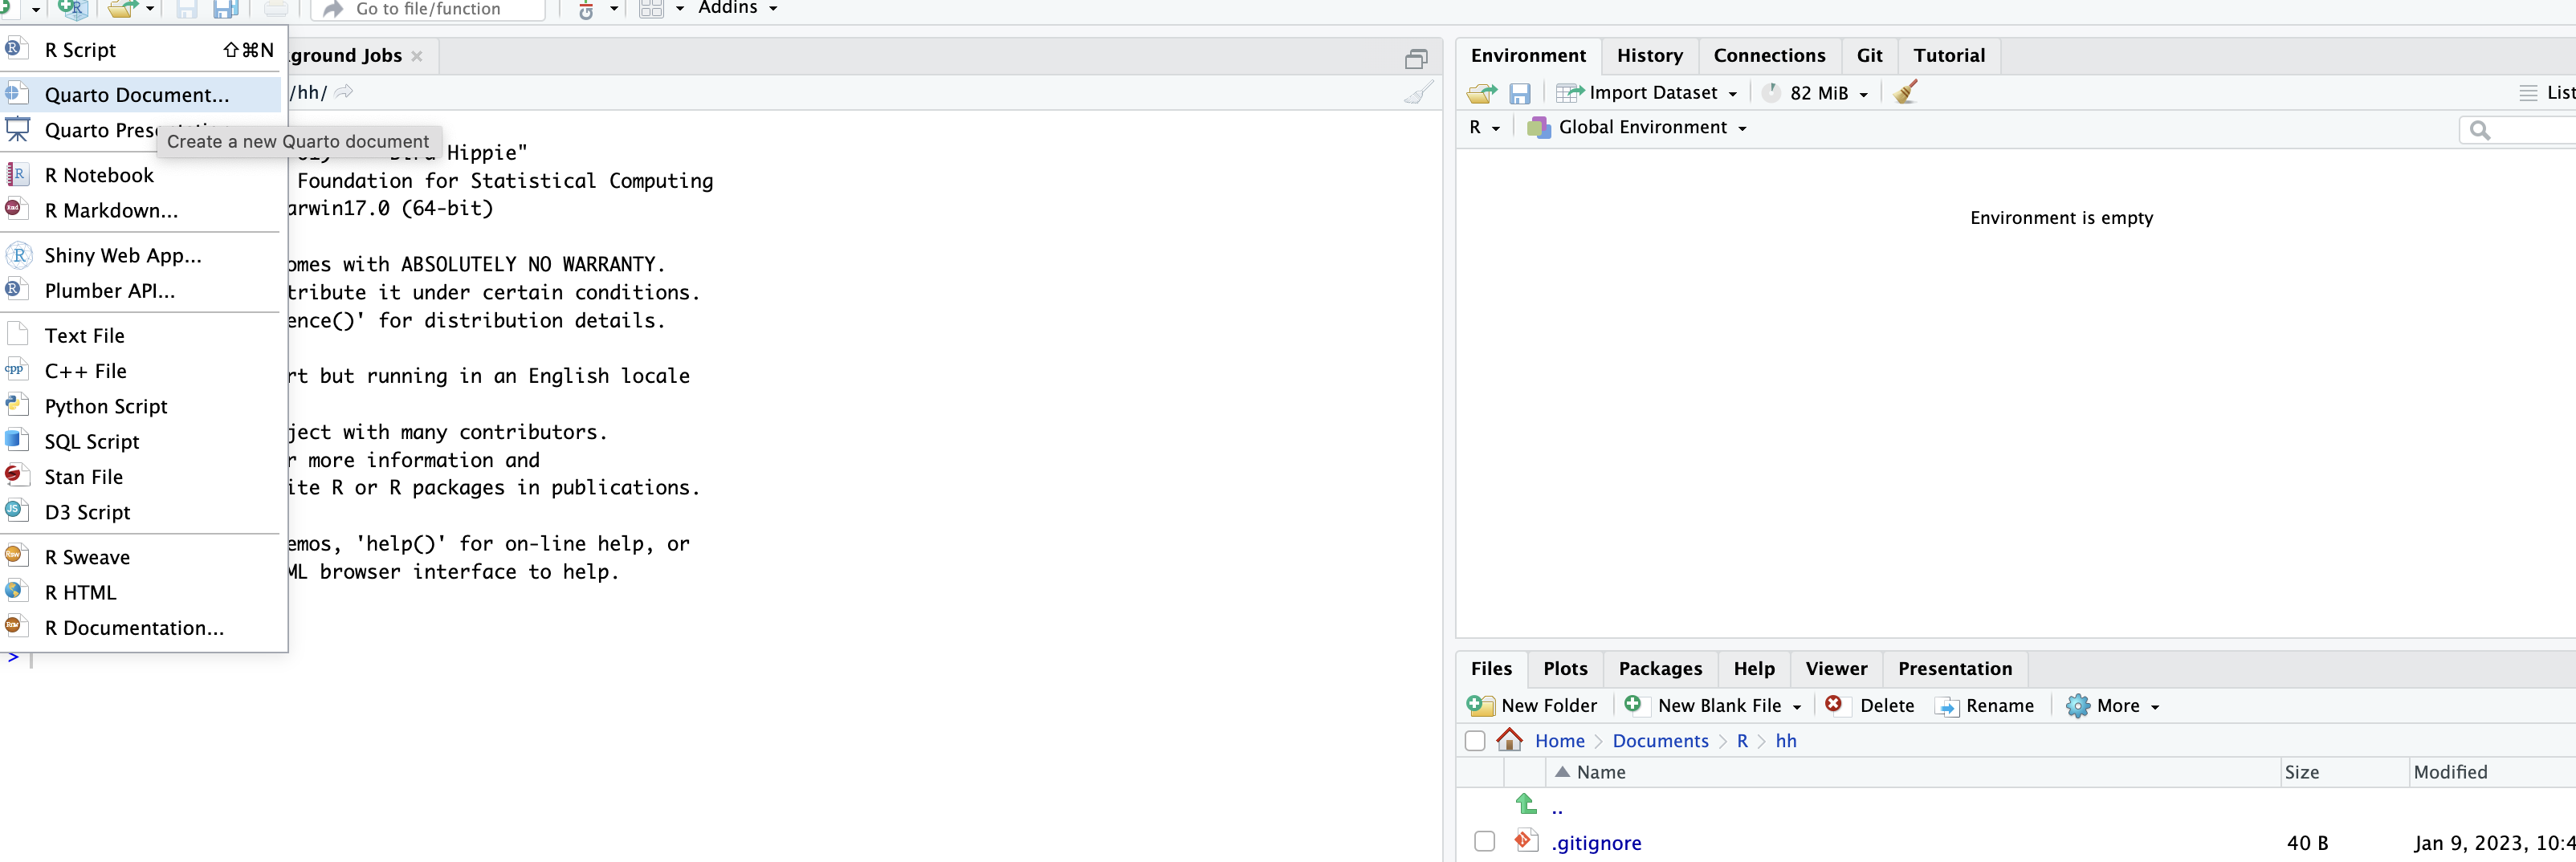 Go to file/function
Addins
R Script ⇧⌘N
Quarto Document...
Quarto
Create a new Quarto document
R Notebook
R Markdown...
Shiny Web App...
Plumber API...
Text File
C++ File
Python Script
SQL Script
Stan File
D3 Script
R Sweave
R HTML
R Documentation...
ground Jobs
/hh/
Hippie"
Foundation for Statistical Computing
arwin17.0 (64-bit)
omes with ABSOLUTELY NO WARRANTY.
tribute it under certain conditions.
ence()' for distribution details.
rt but running in an English locale
ject with many contributors.
r more information and
ite R or R packages in publications.
emos, 'help()' for on-line help, or
ML browser interface to help.
>
Environment History Connections Git Tutorial
Import Dataset 82 MiB List
R Global Environment
Environment is empty
Files Plots Packages Help Viewer Presentation
New Folder New Blank File Delete Rename More
Home Documents R hh
Name Size Modified
..
.gitignore 40 B Jan 9, 2023, 10:4